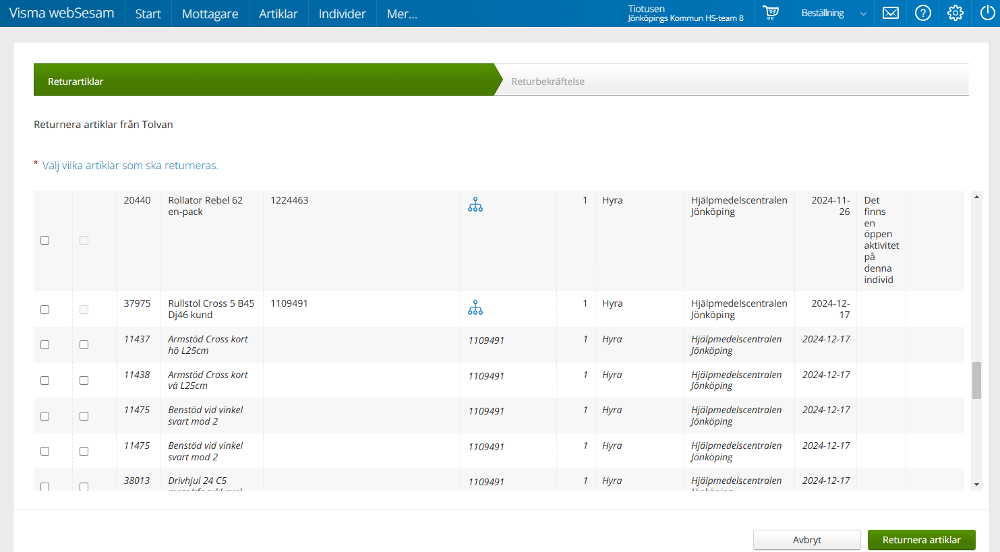 Visma webSesam Start Mottagare Artiklar Individer Mer... Tiotusen Beställning
Jönköpings Kommun HS-team 8
Returartiklar Returbekräftelse
Returnera artiklar från Tolvan
* Välj vilka artiklar som ska returneras.
20440 Rollator Rebel 62 1224463 1 Hyra Hjälpmedelscentralen 2024-11- Det
en-pack Jönköping 26 finns
en
öppen
aktivitet
på
denna
individ
37975 Rullstol Cross 5 B45 1109491 1 Hyra Hjälpmedelscentralen 2024-12-
Dj46 kund Jönköping 17
11437 Armstöd Cross kort 1109491 1 Hyra Hjälpmedelscentralen 2024-12-17
hö L25cm Jönköping
11438 Armstöd Cross kort 1109491 1 Hyra Hjälpmedelscentralen 2024-12-17
vä L25cm Jönköping
11475 Benstöd vid vinkel 1109491 1 Hyra Hjälpmedelscentralen 2024-12-17
svart mod 2 Jönköping
11475 Benstöd vid vinkel 1109491 1 Hyra Hjälpmedelscentralen 2024-12-17
svart mod 2 Jönköping
38013 Drivhjul 24 C5 1109491 1 Hyra Hjälpmedelscentralen 2024-12-17
Jönköping
Avbryt Returnera artiklar